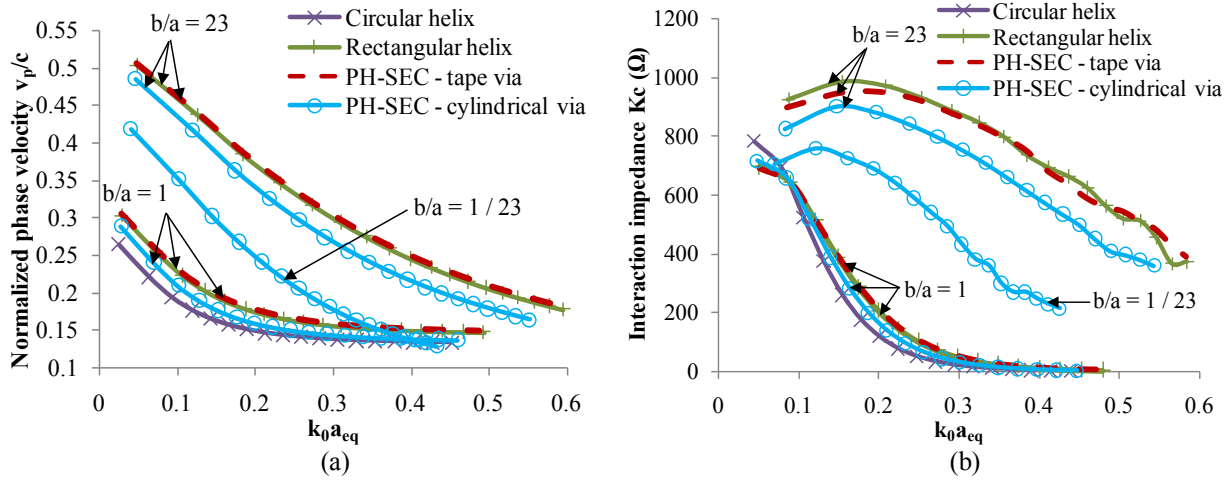 Normalized phase velocity vp/c
0.55
0.5
0.45
0.4
0.35
0.3
0.25
0.2
0.15
0.1
0
0.1
0.2
0.3
0.4
0.5
0.6
k0aeq
(a)
b/a = 23
b/a = 1
b/a = 1 / 23
Circular helix
Rectangular helix
PH-SEC - tape via
PH-SEC - cylindrical via
Interaction impedance Kc (Ω)
1200
1000
800
600
400
200
0
0
0.1
0.2
0.3
0.4
0.5
0.6
k0aeq
(b)
b/a = 23
b/a = 1
b/a = 1 / 23
Circular helix
Rectangular helix
PH-SEC - tape via
PH-SEC - cylindrical via